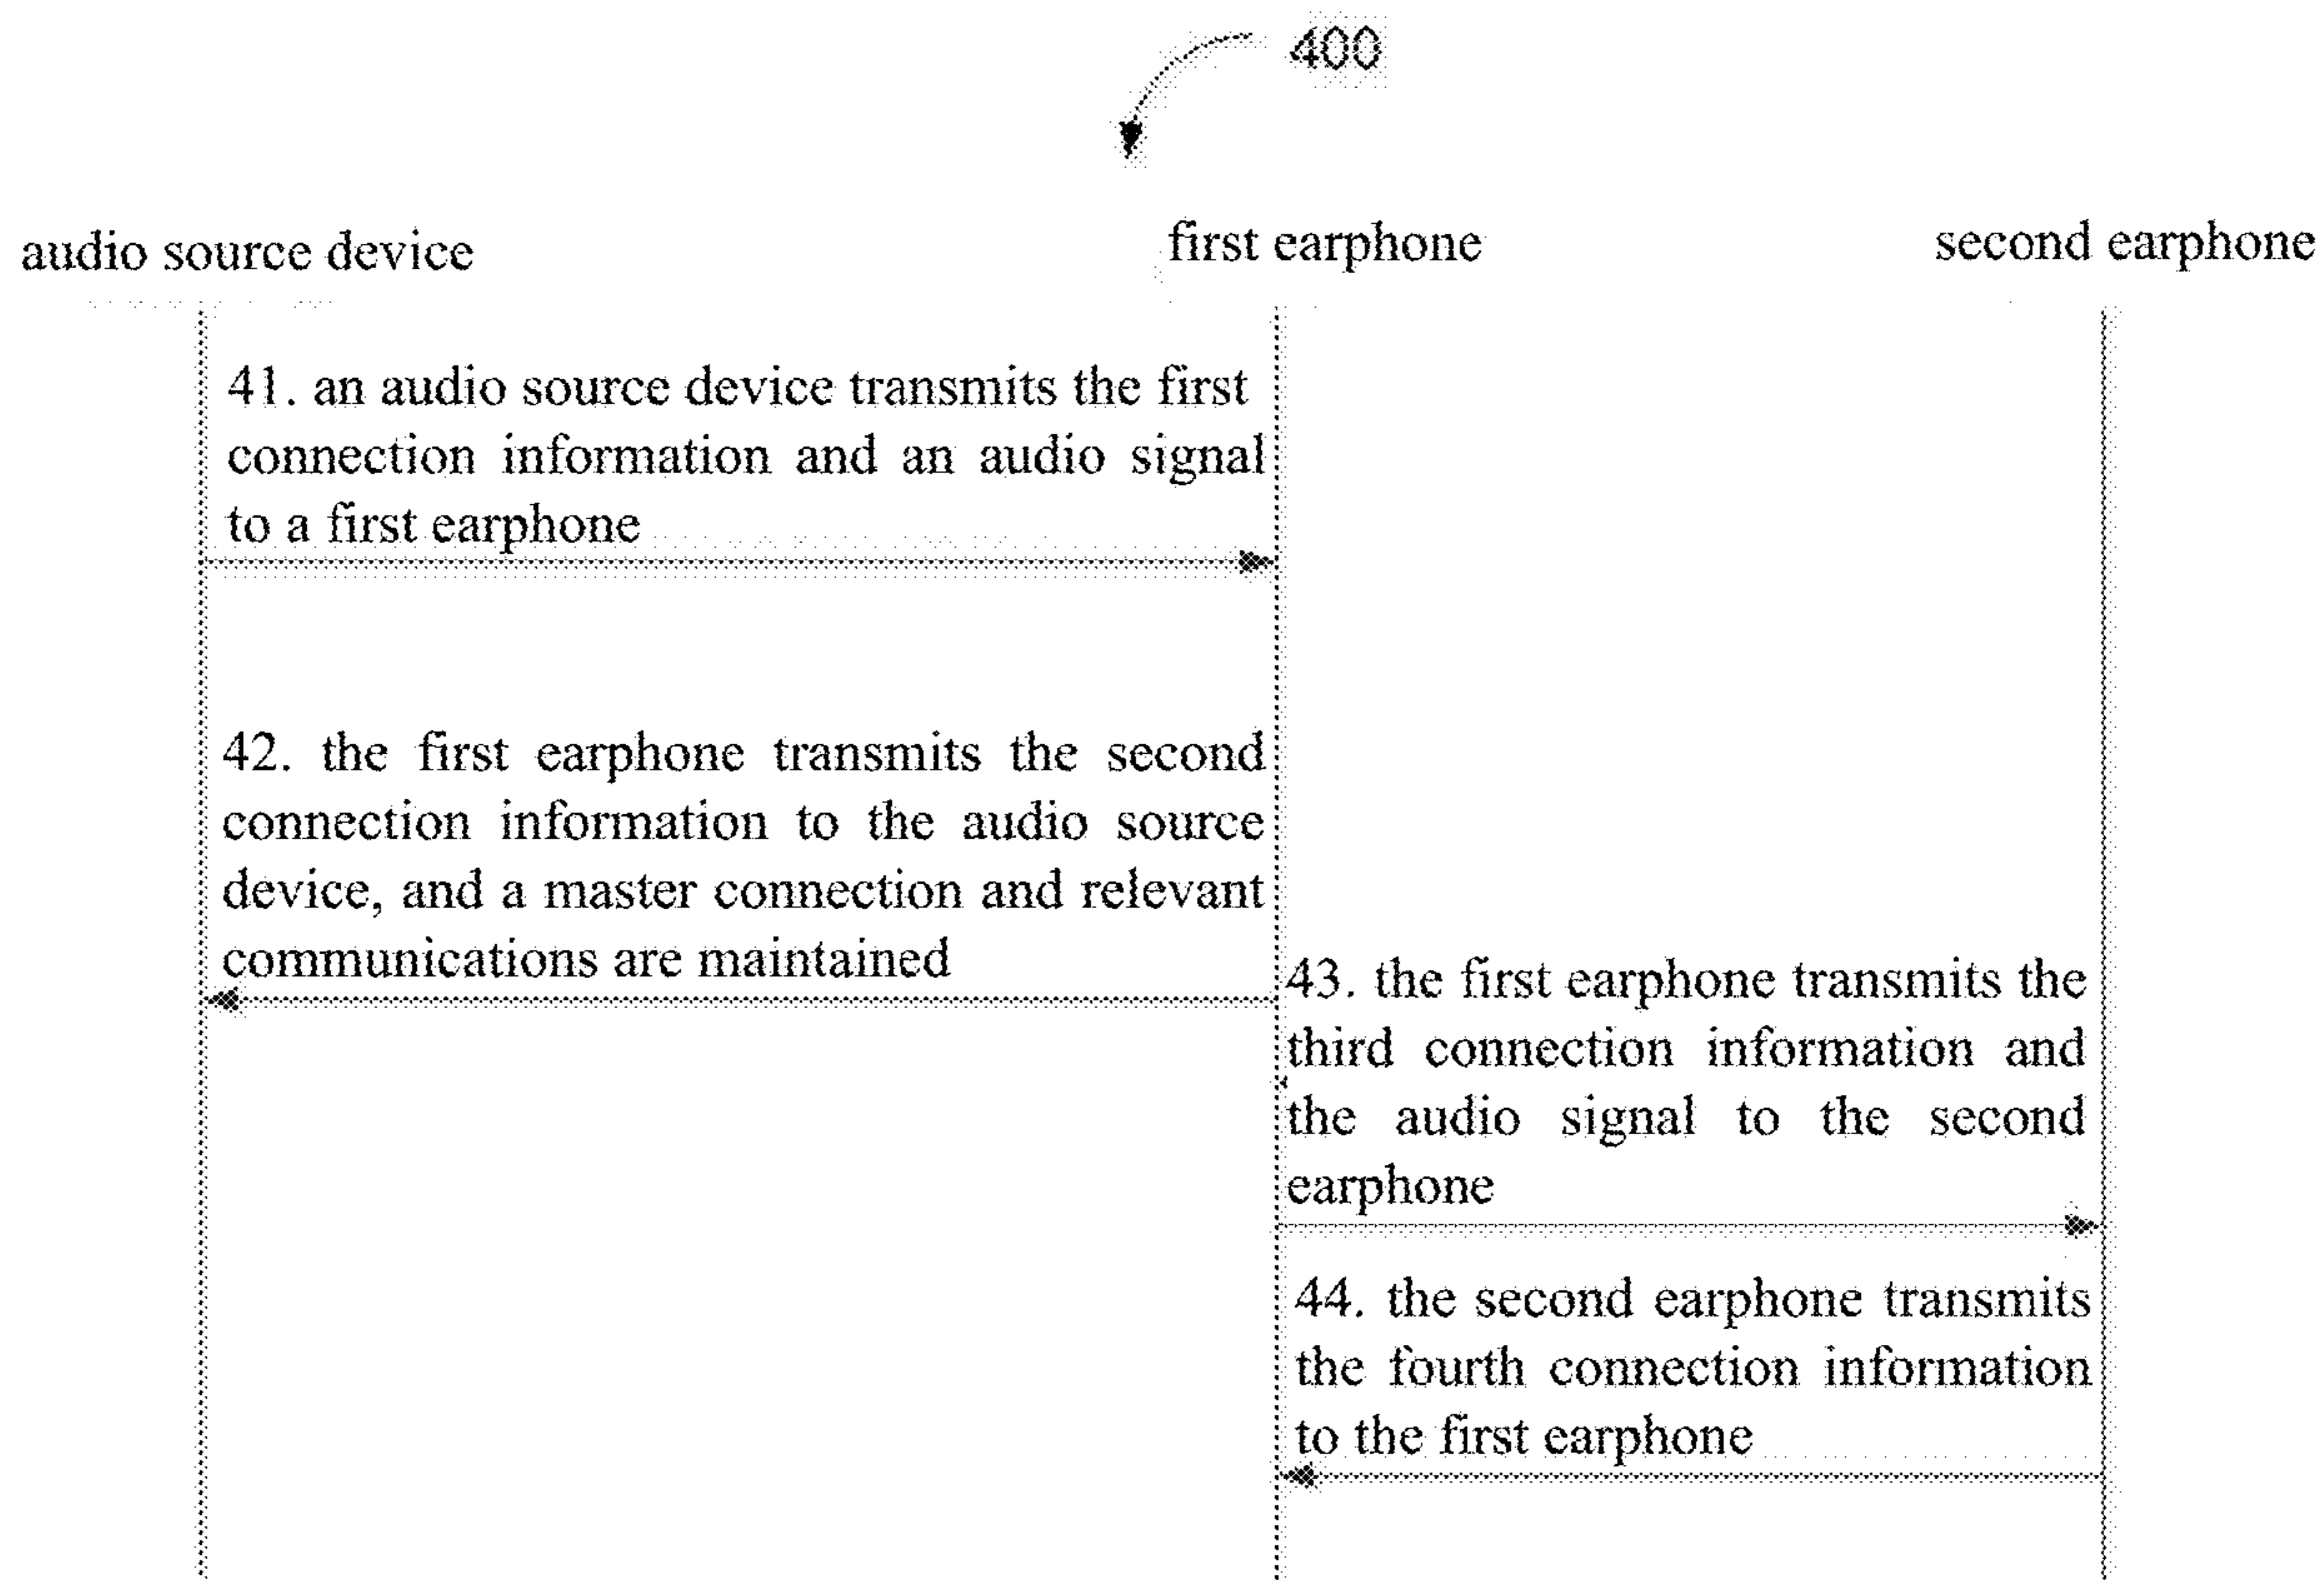 400
audio source device
first earphone
second earphone
41. an audio source device transmits the first
connection information and an audio signal
to a first earphone
42. the first earphone transmits the second
connection information to the audio source
device, and a master connection and relevant
communications are maintained
43. the first earphone transmits the
third connection information and
the audio signal to the second
earphone
44. the second earphone transmits
the fourth connection information
to the first earphone